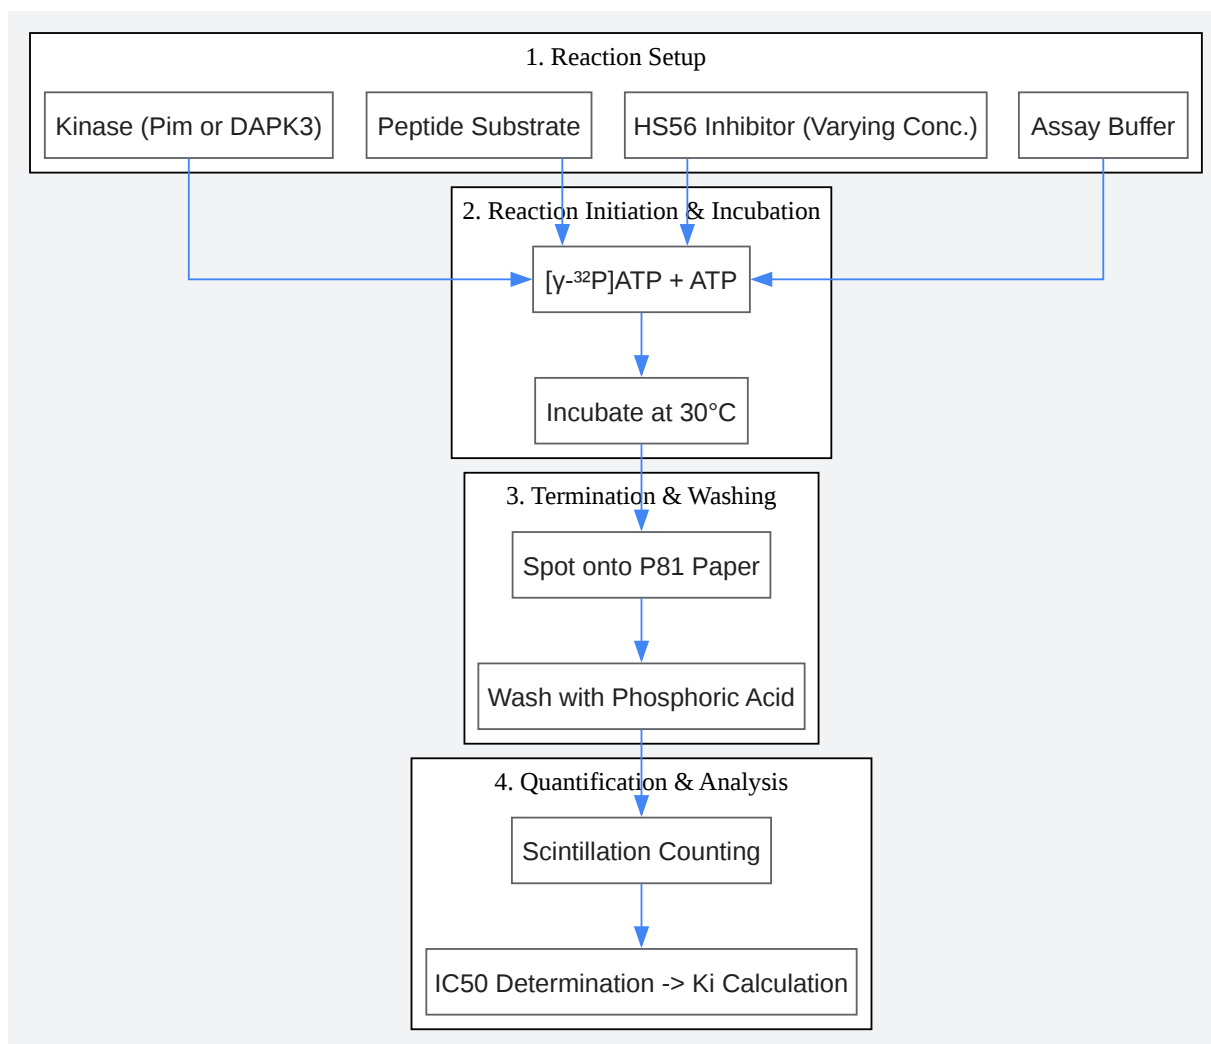 1. Reaction Setup
Kinase (Pim or DAPK3)
Peptide Substrate
HS56 Inhibitor (Varying Conc.)
Assay Buffer
2. Reaction Initiation & Incubation
[γ-³²P]ATP + ATP
Incubate at 30°C
3. Termination & Washing
Spot onto P81 Paper
Wash with Phosphoric Acid
4. Quantification & Analysis
Scintillation Counting
IC50 Determination -> Ki Calculation